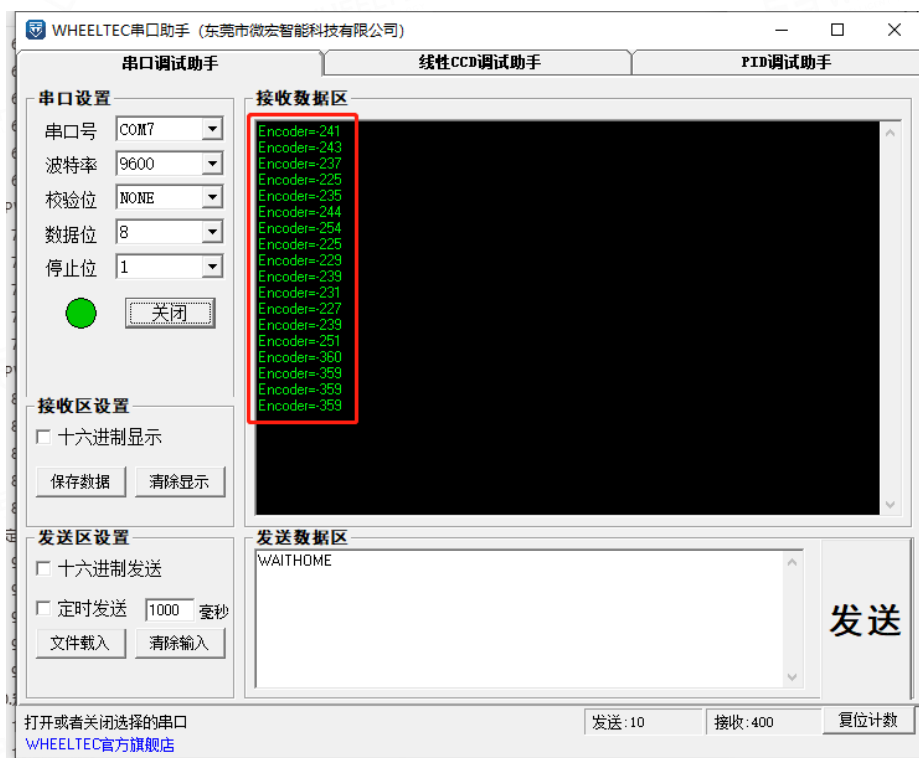 WHEELTEC串口助手 (东莞市微宏智能科技有限公司)
串口调试助手
线性CCD调试助手
PID调试助手
串口设置
串口号 COM7
波特率 9600
校验位 NONE
数据位 8
停止位 1
关闭
接收区设置
十六进制显示
保存数据 清除显示
发送区设置
十六进制发送
定时发送 1000 毫秒
文件载入 清除输入
接收数据区
Encoder=-241
Encoder=-243
Encoder=-237
Encoder=-225
Encoder=-235
Encoder=-244
Encoder=-254
Encoder=-225
Encoder=-229
Encoder=-239
Encoder=-231
Encoder=-227
Encoder=-239
Encoder=-251
Encoder=-360
Encoder=-359
Encoder=-359
Encoder=-359
发送数据区
WAITHOME
发送
打开或者关闭选择的串口
发送:10
接收:400
复位计数
WHEELTEC官方旗舰店